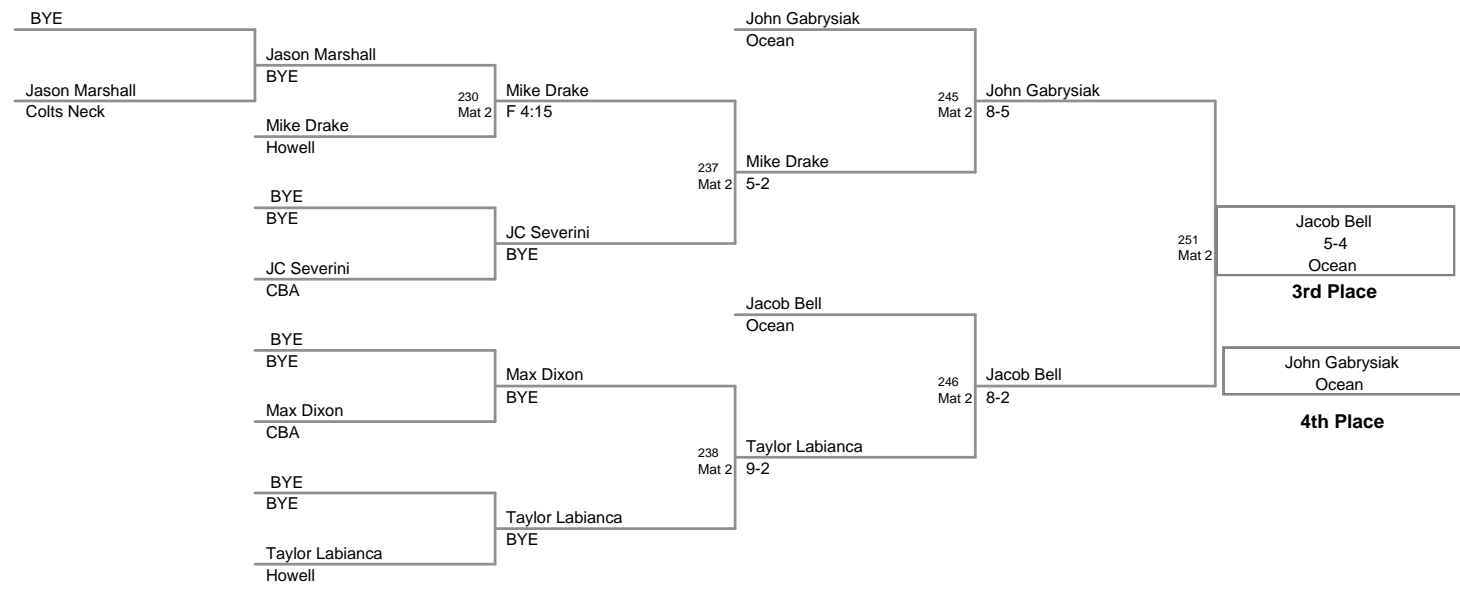 BYE
Jason Marshall
Colts Neck
Jason Marshall
BYE
Mike Drake
Howell
BYE
BYE
JC Severini
CBA
BYE
BYE
Max Dixon
CBA
BYE
BYE
Taylor Labianca
Howell
230
Mat 2
Mike Drake
F 4:15
JC Severini
BYE
Max Dixon
BYE
Taylor Labianca
BYE
John Gabrysiak
Ocean
237
Mat 2
Mike Drake
5-2
Jacob Bell
Ocean
238
Mat 2
Taylor Labianca
9-2
245
Mat 2
John Gabrysiak
8-5
246
Mat 2
Jacob Bell
8-2
251
Mat 2
Jacob Bell
5-4
Ocean
3rd Place
John Gabrysiak
Ocean
4th Place